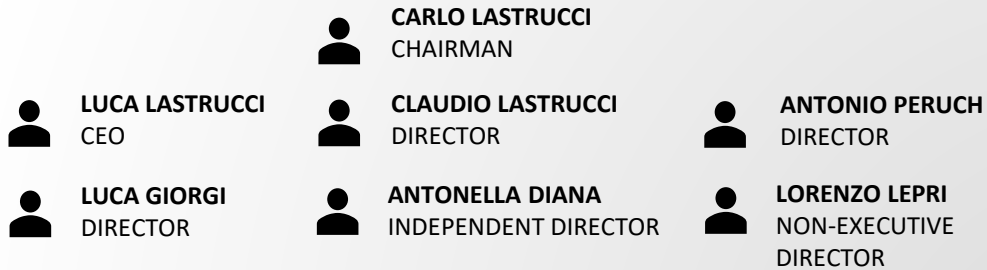 CARLO LASTRUCCI
CHAIRMAN
LUCA LASTRUCCI
CEO
CLAUDIO LASTRUCCI
DIRECTOR
ANTONIO PERUCH
DIRECTOR
LUCA GIORGI
DIRECTOR
ANTONELLA DIANA
INDEPENDENT DIRECTOR
LORENZO LEPRI
NON-EXECUTIVE
DIRECTOR